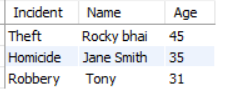 Incident Name Age
Theft Rocky bhai 45
Homicide Jane Smith 35
Robbery Tony 31